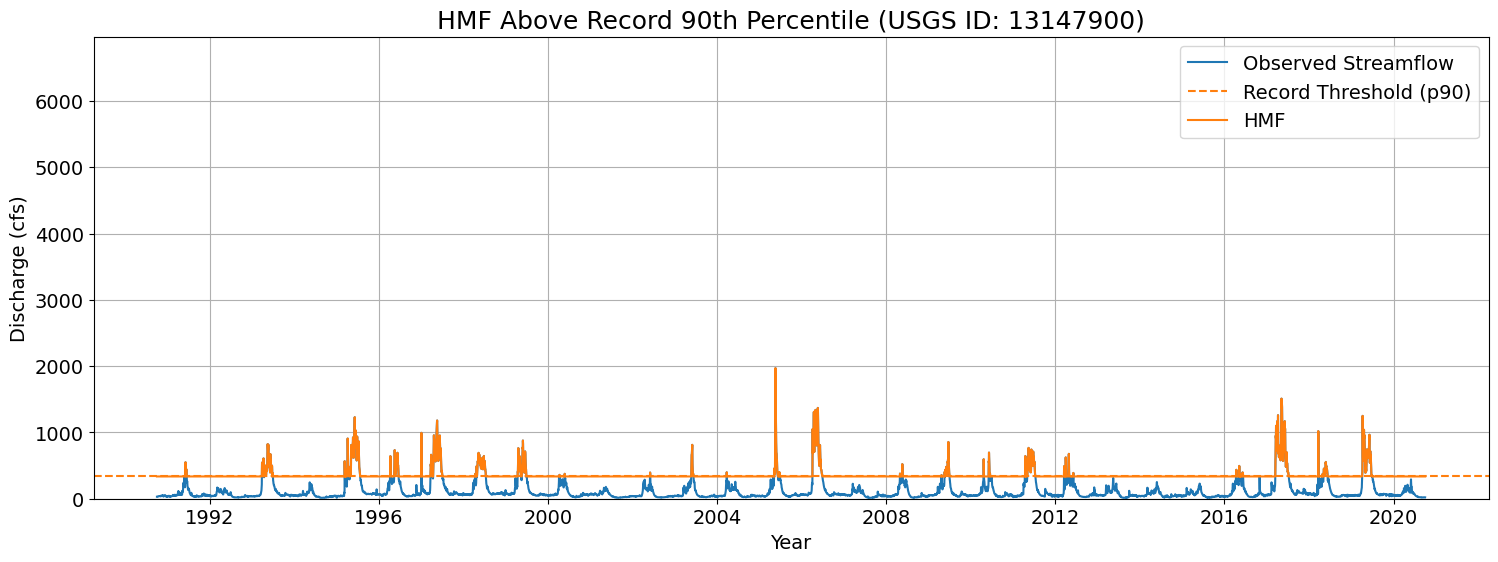 HMF Above Record 90th Percentile (USGS ID: 13147900)
Observed Streamflow
Record Threshold (p90)
HMF
Discharge (cfs)
6000
5000
4000
3000
2000
1000
0
1992 1996 2000 2004 2008 2012 2016 2020
Year